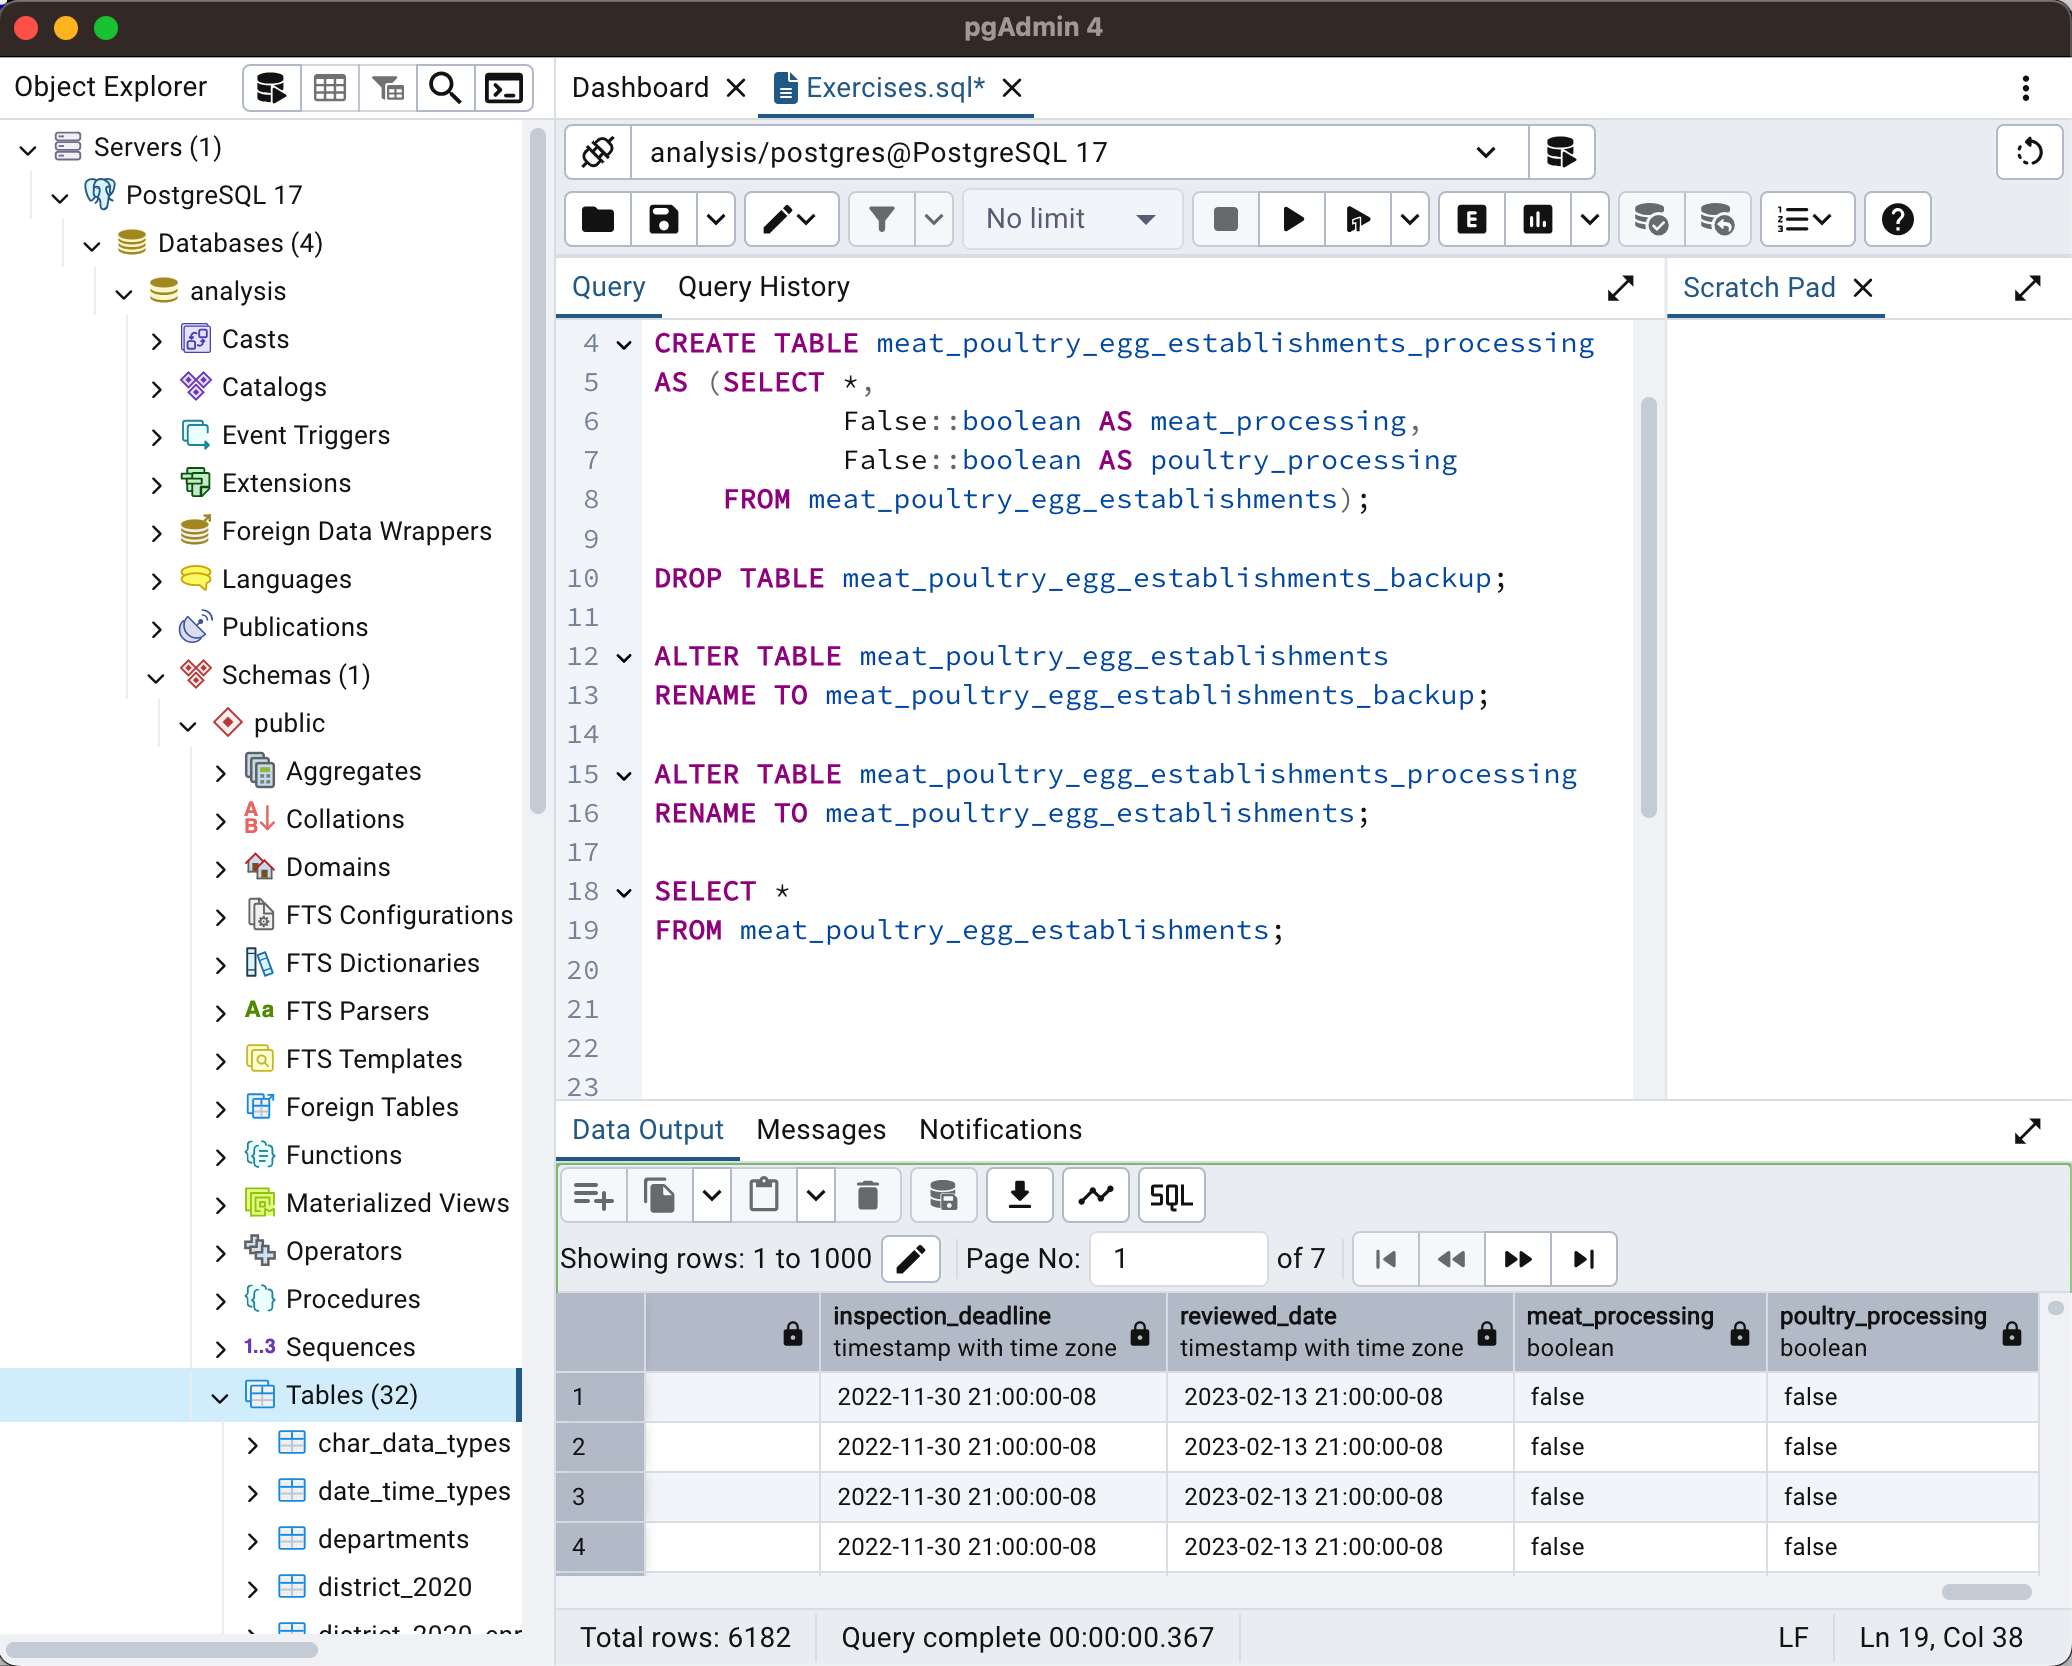 pgAdmin 4
Object Explorer
Servers (1)
PostgreSQL 17
Databases (4)
analysis
Casts
Catalogs
Event Triggers
Extensions
Foreign Data Wrappers
Languages
Publications
Schemas (1)
public
Aggregates
Collations
Domains
FTS Configurations
FTS Dictionaries
Aa FTS Parsers
FTS Templates
Foreign Tables
Functions
Materialized Views
Operators
Procedures
1..3 Sequences
Tables (32)
char_data_types
date_time_types
departments
district_2020
Dashboard Exercises.sql*
analysis/postgres@PostgreSQL 17
No limit E
Query Query History
Scratch Pad
4 CREATE TABLE meat_poultry_egg_establishments_processing
5 AS (SELECT *,
6 False::boolean AS meat_processing,
7 False::boolean AS poultry_processing
8 FROM meat_poultry_egg_establishments);
9
10 DROP TABLE meat_poultry_egg_establishments_backup;
11
12 ALTER TABLE meat_poultry_egg_establishments
13 RENAME TO meat_poultry_egg_establishments_backup;
14
15 ALTER TABLE meat_poultry_egg_establishments_processing
16 RENAME TO meat_poultry_egg_establishments;
17
18 SELECT *
19 FROM meat_poultry_egg_establishments;
20
21
22
23
Data Output Messages Notifications
SQL
Showing rows: 1 to 1000 Page No: 1 of 7
inspection_deadline reviewed_date meat_processing poultry_processing
timestamp with time zone timestamp with time zone boolean boolean
1 2022-11-30 21:00:00-08 2023-02-13 21:00:00-08 false false
2 2022-11-30 21:00:00-08 2023-02-13 21:00:00-08 false false
3 2022-11-30 21:00:00-08 2023-02-13 21:00:00-08 false false
4 2022-11-30 21:00:00-08 2023-02-13 21:00:00-08 false false
Total rows: 6182 Query complete 00:00:00.367 LF Ln 19, Col 38